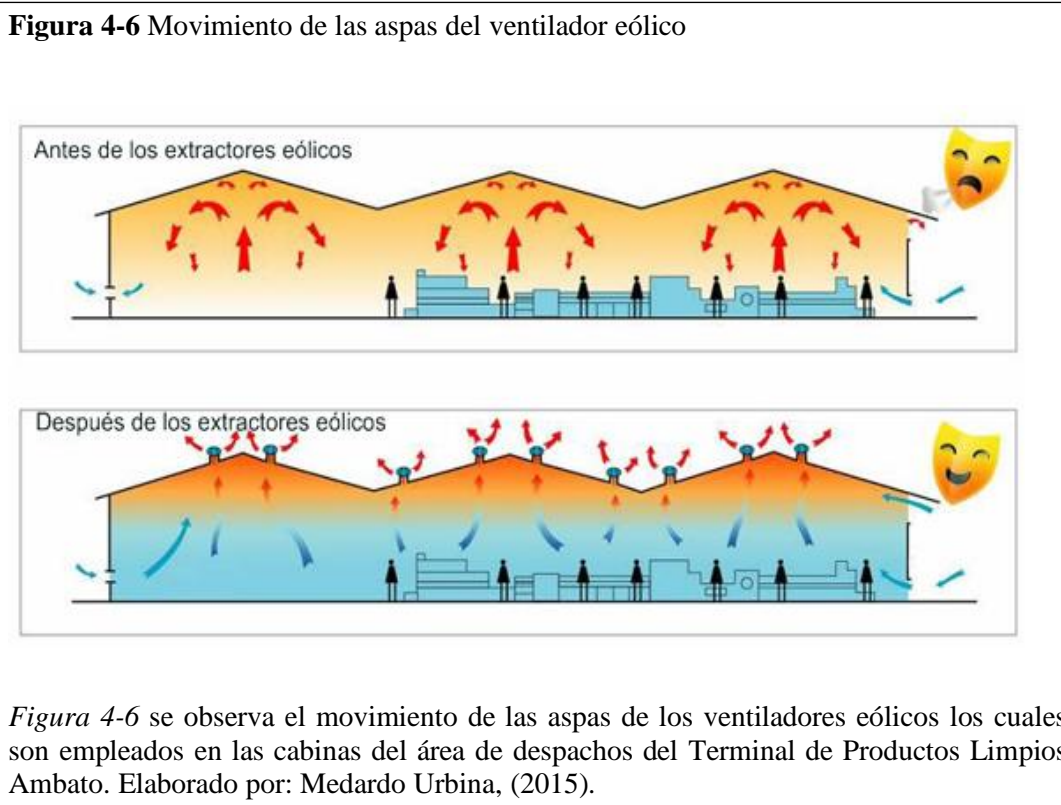 Figura 4-6 Movimiento de las aspas del ventilador eólico
Antes de los extractores eólicos
Después de los extractores eólicos
Figura 4-6 se observa el movimiento de las aspas de los ventiladores eólicos los cuales
son empleados en las cabinas del área de despachos del Terminal de Productos Limpios
Ambato. Elaborado por: Medardo Urbina, (2015).